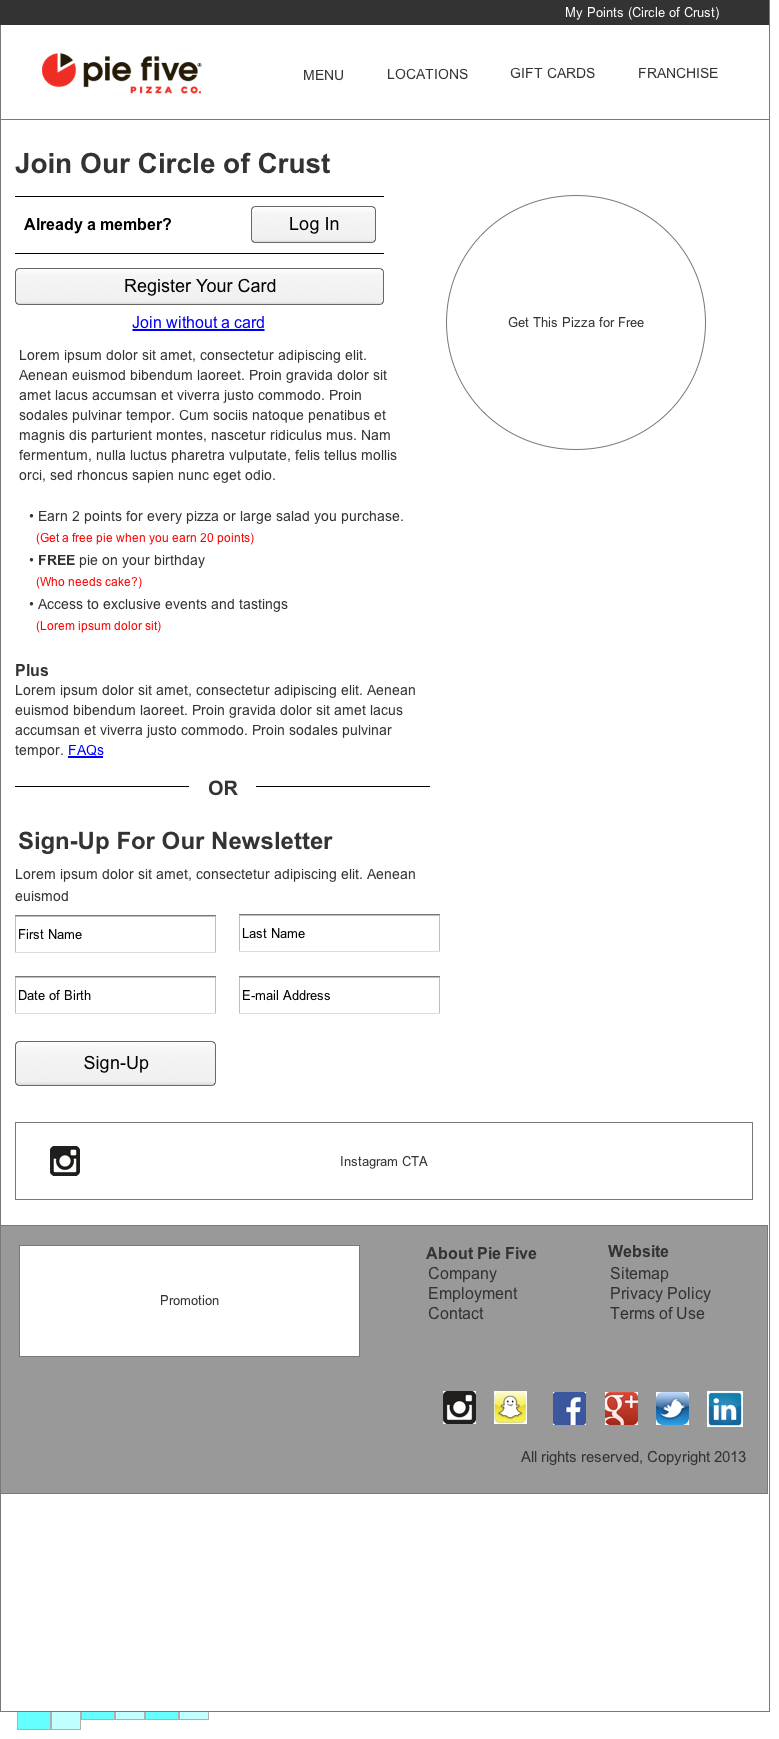 My Points (Circle of Crust)
pie five
PIZZA CO.
MENU
LOCATIONS
GIFT CARDS
FRANCHISE
Join Our Circle of Crust
Already a member?
Log In
Register Your Card
Join without a card
Get This Pizza for Free
Lorem ipsum dolor sit amet, consectetur adipiscing elit.
Aenean euismod bibendum laoreet. Proin gravida dolor sit
amet lacus accumsan et viverra justo commodo. Proin
sodales pulvinar tempor. Cum sociis natoque penatibus et
magnis dis parturient montes, nascetur ridiculus mus. Nam
fermentum, nulla luctus pharetra vulputate, felis tellus mollis
orci, sed rhoncus sapien nunc eget odio.
• Earn 2 points for every pizza or large salad you purchase.
(Get a free pie when you earn 20 points)
• FREE pie on your birthday
(Who needs cake?)
• Access to exclusive events and tastings
(Lorem ipsum dolor sit)
Plus
Lorem ipsum dolor sit amet, consectetur adipiscing elit. Aenean
euismod bibendum laoreet. Proin gravida dolor sit amet lacus
accumsan et viverra justo commodo. Proin sodales pulvinar
tempor. FAQs
OR
Sign-Up For Our Newsletter
Lorem ipsum dolor sit amet, consectetur adipiscing elit. Aenean
euismod
First Name
Last Name
Date of Birth
E-mail Address
Sign-Up
Instagram CTA
Promotion
About Pie Five
Company
Employment
Contact
Website
Sitemap
Privacy Policy
Terms of Use
f
g+
in
All rights reserved, Copyright 2013